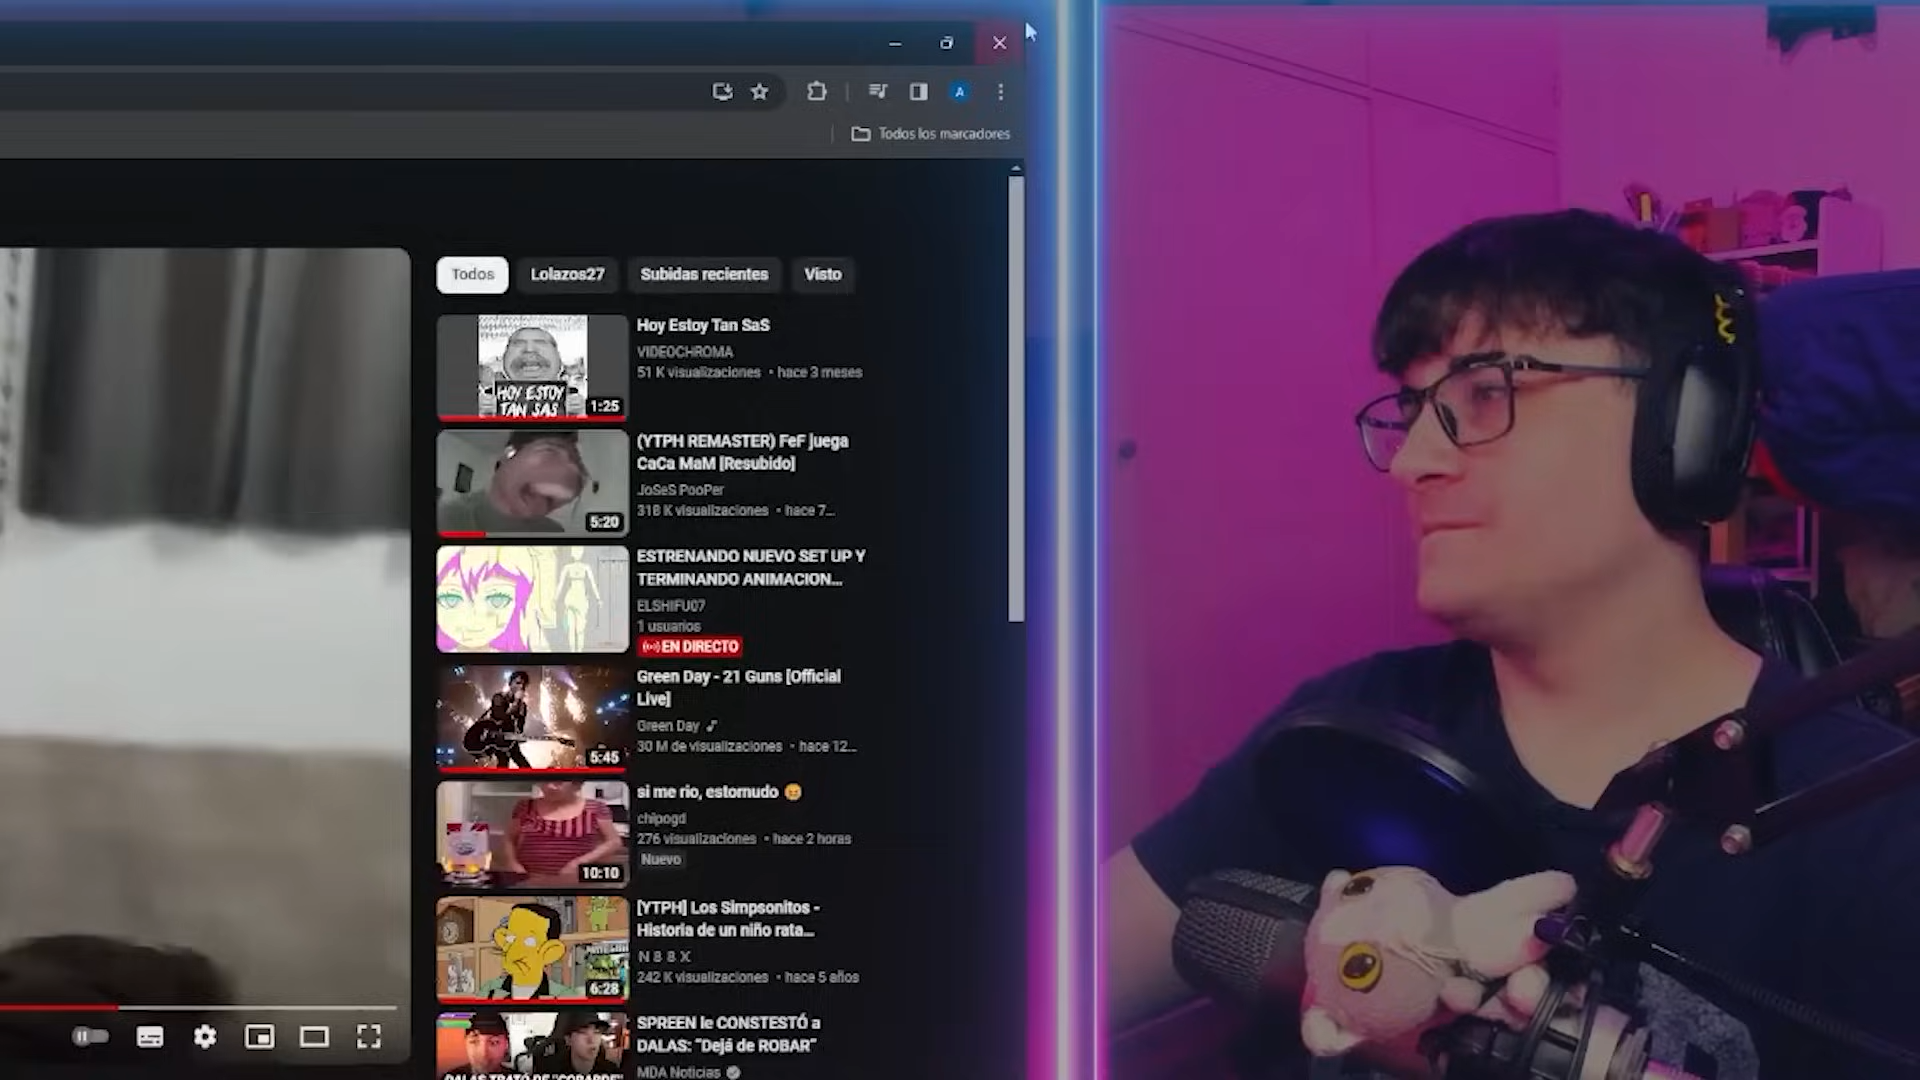 A
Todos los marcadores
Todos
Lolazos27
Subidas recientes
Visto
HOY ESTOY
TAN SAS
1:25
Hoy Estoy Tan SaS
VIDEOCHROMA
51 K visualizaciones • hace 3 meses
5:20
(YTPH REMASTER) FeF juega
CaCa MaM [Resubido]
JoSeS PooPer
318 K visualizaciones • hace 7...
ESTRENANDO NUEVO SET UP Y
TERMINANDO ANIMACION...
ELSHIFU07
1 usuarios
EN DIRECTO
5:45
Green Day - 21 Guns [Official
Live]
Green Day
30 M de visualizaciones • hace 12...
10:10
si me rio, estornudo
chipogd
276 visualizaciones • hace 2 horas
Nuevo
6:28
[YTPH] Los Simpsonitos -
Historia de un niño rata...
N 8 8 X
242 K visualizaciones • hace 5 años
DALAS TRATÓ DE "COBARDE"
SPREEN le CONSTESTÓ a
DALAS: “Dejá de ROBAR”
MDA Noticias